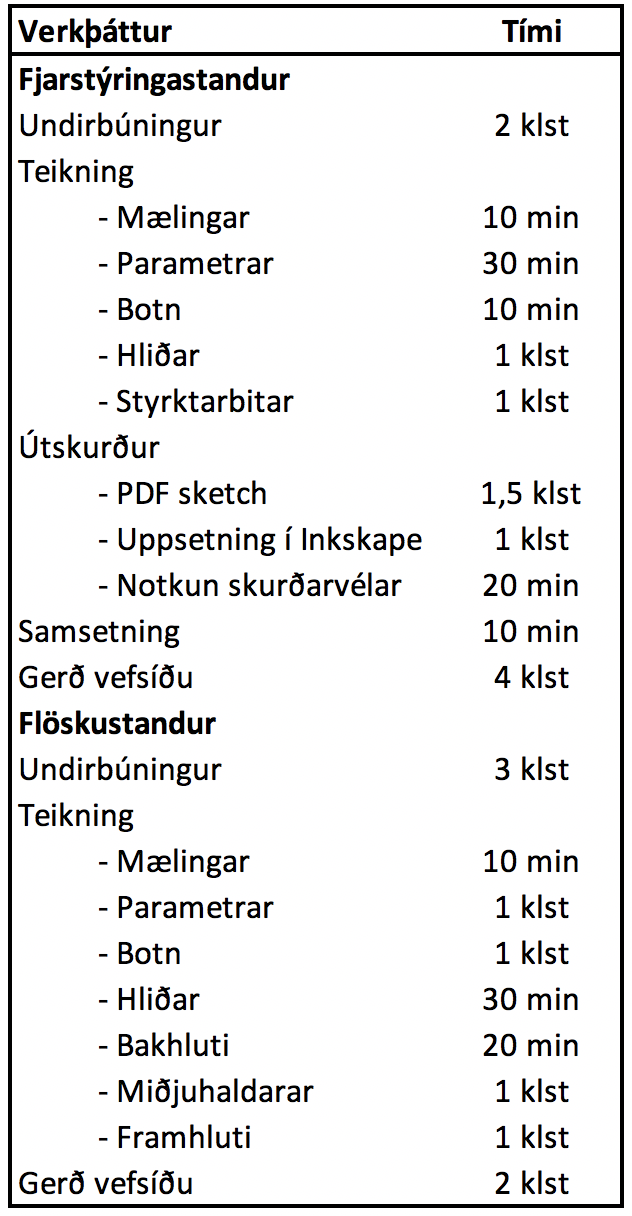 Verkþáttur Tími
Fjarstýringastandur
Undirbúningur 2 klst
Teikning
- Mælingar 10 min
- Parametrar 30 min
- Botn 10 min
- Hliðar 1 klst
- Styrktarbitar 1 klst
Útskurður
- PDF sketch 1,5 klst
- Uppsetning í Inkskape 1 klst
- Notkun skurðarvélar 20 min
Samsetning 10 min
Gerð vefsíðu 4 klst
Flöskustandur
Undirbúningur 3 klst
Teikning
- Mælingar 10 min
- Parametrar 1 klst
- Botn 1 klst
- Hliðar 30 min
- Bakhluti 20 min
- Miðjuhaldarar 1 klst
- Framhluti 1 klst
Gerð vefsíðu 2 klst